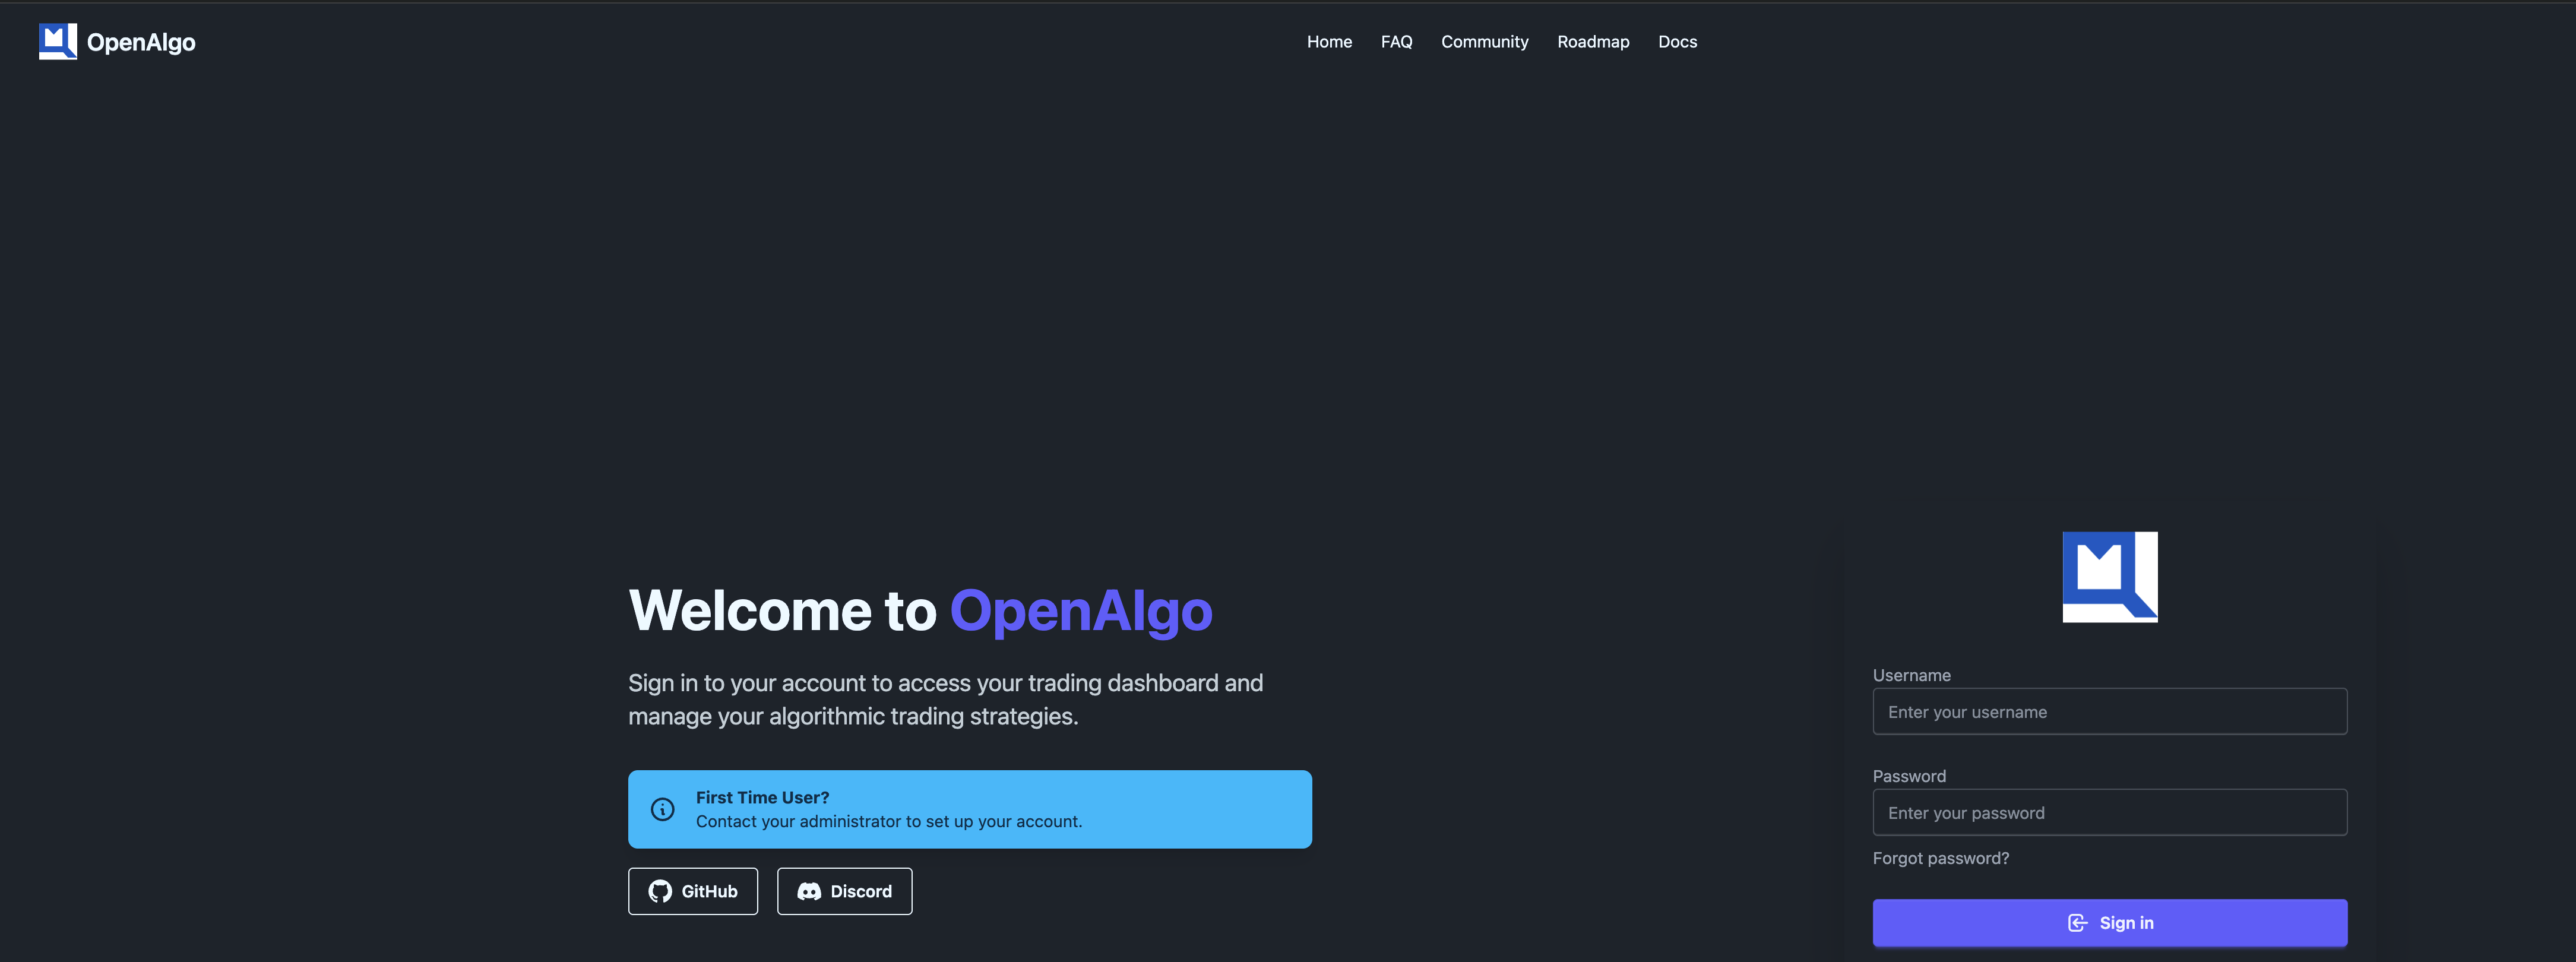 OpenAlgo
Home FAQ Community Roadmap Docs
Welcome to OpenAlgo
Sign in to your account to access your trading dashboard and
manage your algorithmic trading strategies.
First Time User?
Contact your administrator to set up your account.
GitHub Discord
Username
Enter your username
Password
Enter your password
Forgot password?
Sign in